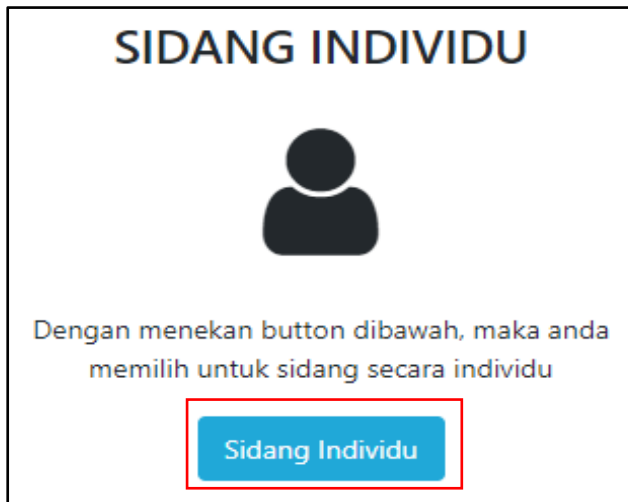 SIDANG INDIVIDU
Dengan menekan button dibawah, maka anda
memilih untuk sidang secara individu
Sidang Individu